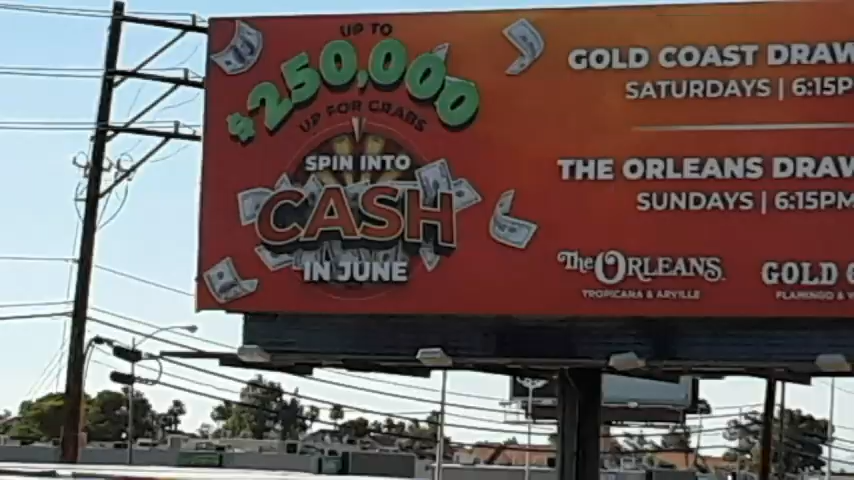 UP TO
$250,000
UP FOR GRABS
SPIN INTO
CASH
IN JUNE
GOLD COAST DRAW
SATURDAYS | 6:15P
THE ORLEANS DRAW
SUNDAYS | 6:15PM
The ORLEANS
TROPICANA & ARVILLE
GOLD
FLAMINGO &